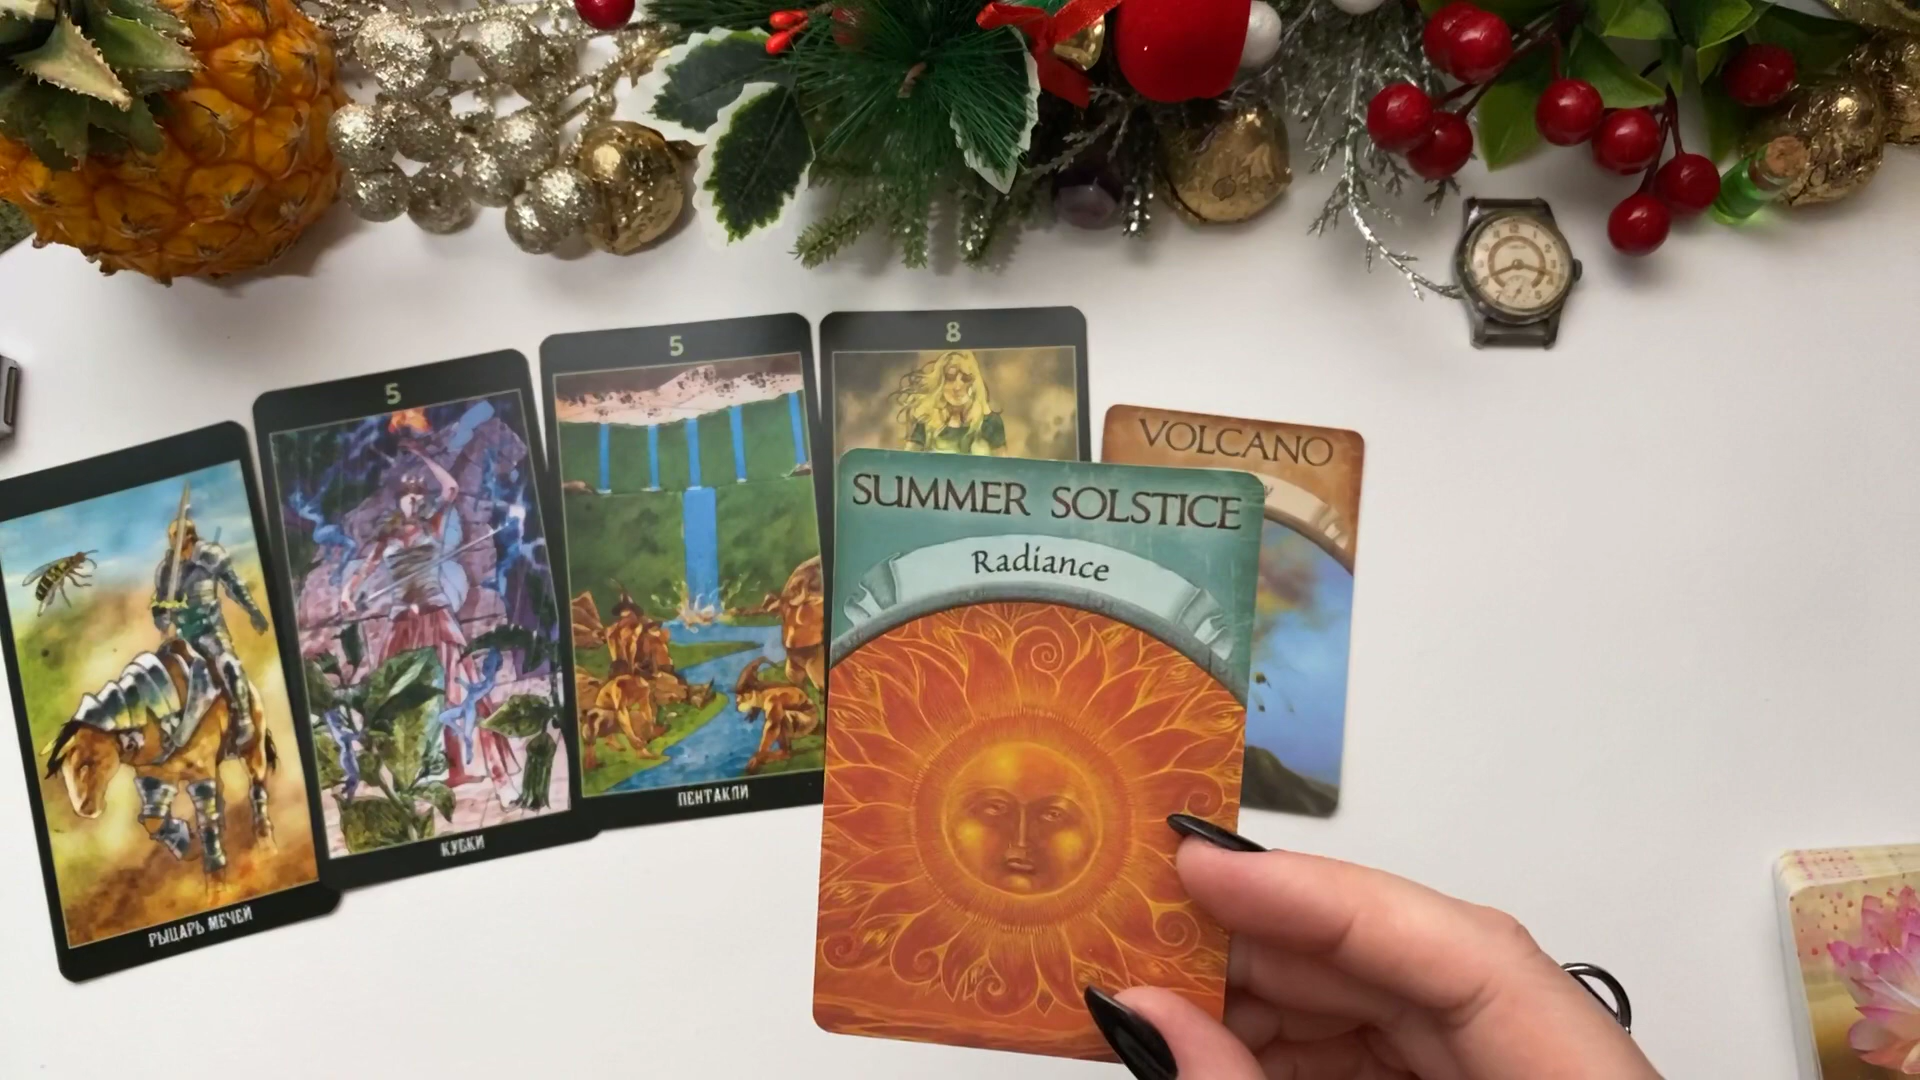 РЫЦАРЬ МЕЧЕЙ
5
КУБКИ
5
ПЕНТАКЛИ
8
SUMMER SOLSTICE
Radiance
VOLCANO